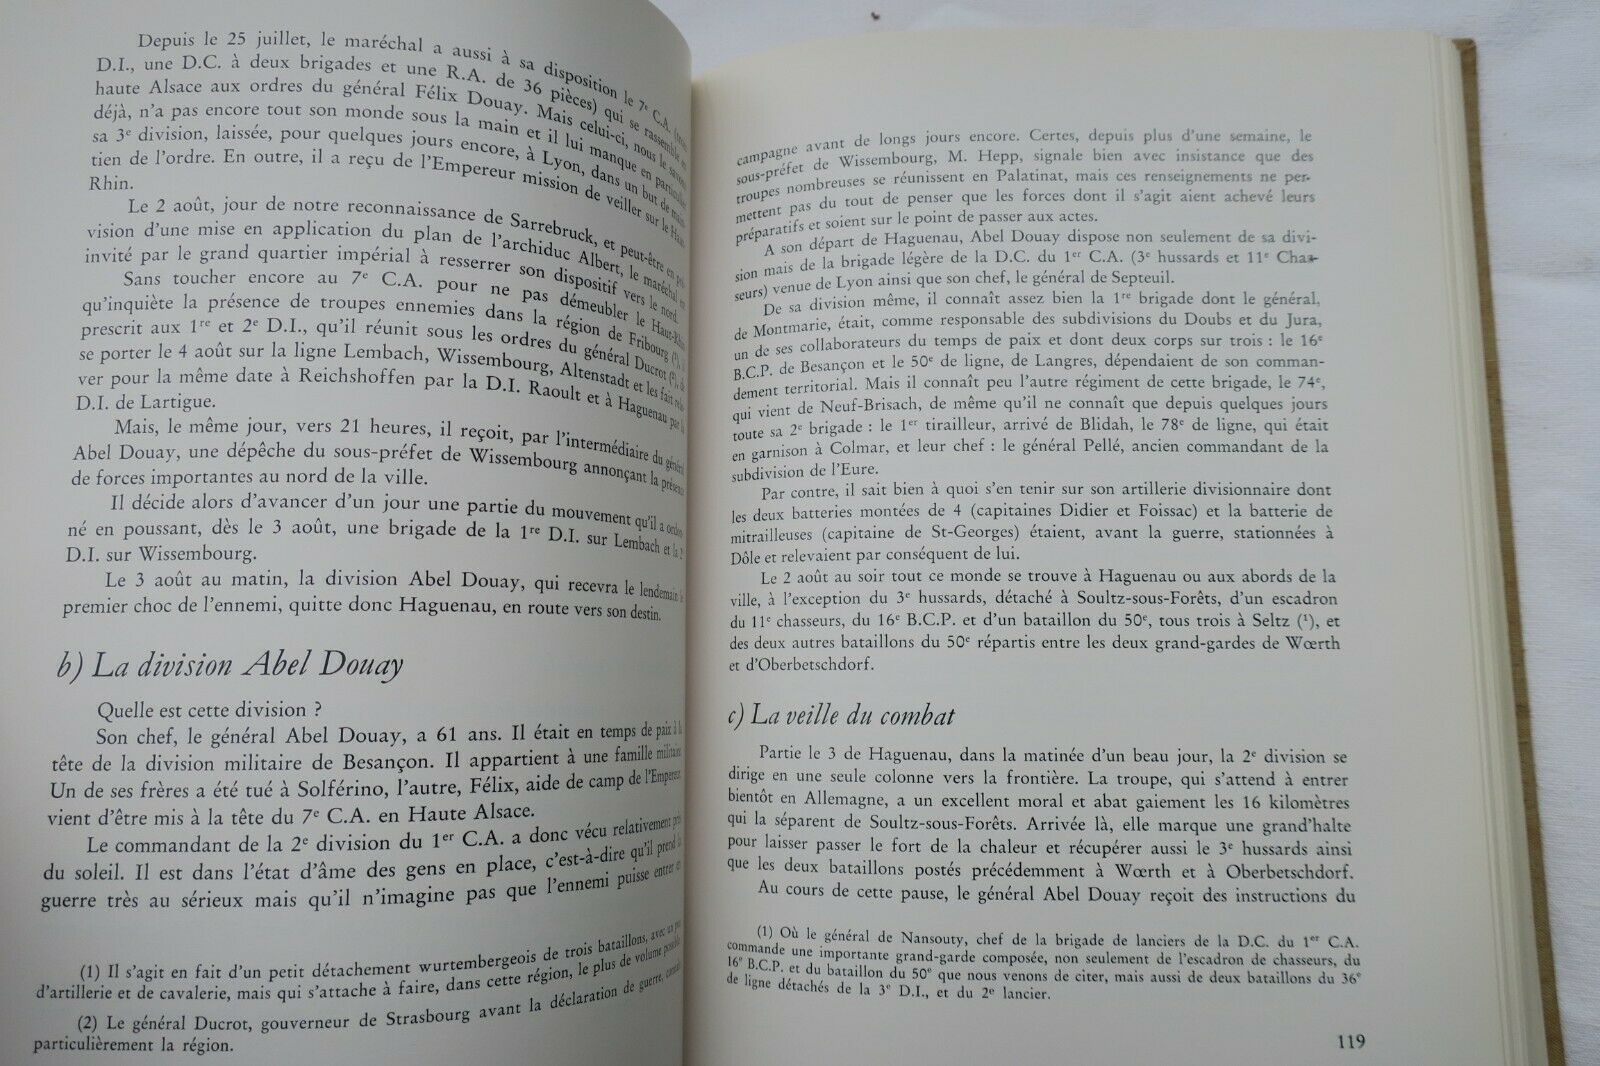 Depuis le 25 juillet, le maréchal a aussi à sa disposition le 7e C.A. (trois
D.I., une D.C. à deux brigades et une R.A. de 36 pièces) qui se rassemble en
haute Alsace aux ordres du général Félix Douay. Mais celui-ci, nous le savons
déjà, n'a pas encore tout son monde sous la main et il lui manque en particulier
sa 3e division, laissée, pour quelques jours encore, à Lyon, dans un but de main-
tien de l'ordre. En outre, il a reçu de l'Empereur mission de veiller sur le Haut-
Rhin.
Le 2 août, jour de notre reconnaissance de Sarrebruck, et peut-être en pré-
vision d'une mise en application du plan de l'archiduc Albert, le maréchal est
invité par le grand quartier impérial à resserrer son dispositif vers le nord.
Sans toucher encore au 7e C.A. pour ne pas démeubler le Haut-Rhin
qu'inquiète la présence de troupes ennemies dans la région de Fribourg (1), il
prescrit aux 1re et 2e D.I., qu'il réunit sous les ordres du général Ducrot (2), de
se porter le 4 août sur la ligne Lembach, Wissembourg, Altenstadt et les fait rele-
ver pour la même date à Reichshoffen par la D.I. Raoult et à Haguenau par la
D.I. de Lartigue.
Mais, le même jour, vers 21 heures, il reçoit, par l'intermédiaire du général
Abel Douay, une dépêche du sous-préfet de Wissembourg annonçant la présence
de forces importantes au nord de la ville.
Il décide alors d'avancer d'un jour une partie du mouvement qu'il a ordon-
né en poussant, dès le 3 août, une brigade de la 1re D.I. sur Lembach et la 2e
D.I. sur Wissembourg.
Le 3 août au matin, la division Abel Douay, qui recevra le lendemain le
premier choc de l'ennemi, quitte donc Haguenau, en route vers son destin.
b) La division Abel Douay
Quelle est cette division ?
Son chef, le général Abel Douay, a 61 ans. Il était en temps de paix à la
tête de la division militaire de Besançon. Il appartient à une famille militaire.
Un de ses frères a été tué à Solférino, l'autre, Félix, aide de camp de l'Empereur,
vient d'être mis à la tête du 7e C.A. en Haute Alsace.
Le commandant de la 2e division du 1er C.A. a donc vécu relativement près
du soleil. Il est dans l'état d'âme des gens en place, c'est-à-dire qu'il prend la
guerre très au sérieux mais qu'il n'imagine pas que l'ennemi puisse entrer en
(1) Il s'agit en fait d'un petit détachement wurtembergeois de trois bataillons, avec un peu
d'artillerie et de cavalerie, mais qui s'attache à faire, dans cette région, le plus de volume possible.
(2) Le général Ducrot, gouverneur de Strasbourg avant la déclaration de guerre, connaît
particulièrement la région.
campagne avant de longs jours encore. Certes, depuis plus d'une semaine, le
sous-préfet de Wissembourg, M. Hepp, signale bien avec insistance que des
troupes nombreuses se réunissent en Palatinat, mais ces renseignements ne per-
mettent pas du tout de penser que les forces dont il s'agit aient achevé leurs
préparatifs et soient sur le point de passer aux actes.
A son départ de Haguenau, Abel Douay dispose non seulement de sa divi-
sion mais de la brigade légère de la D.C. du 1er C.A. (3e hussards et 11e Chas-
seurs) venue de Lyon ainsi que son chef, le général de Septeuil.
De sa division même, il connaît assez bien la 1re brigade dont le général,
de Montmarie, était, comme responsable des subdivisions du Doubs et du Jura,
un de ses collaborateurs du temps de paix et dont deux corps sur trois : le 16e
B.C.P. de Besançon et le 50e de ligne, de Langres, dépendaient de son comman-
dement territorial. Mais il connaît peu l'autre régiment de cette brigade, le 74e,
qui vient de Neuf-Brisach, de même qu'il ne connaît que depuis quelques jours
toute sa 2e brigade : le 1er tirailleur, arrivé de Blidah, le 78e de ligne, qui était
en garnison à Colmar, et leur chef : le général Pellé, ancien commandant de la
subdivision de l'Eure.
Par contre, il sait bien à quoi s'en tenir sur son artillerie divisionnaire dont
les deux batteries montées de 4 (capitaines Didier et Foissac) et la batterie de
mitrailleuses (capitaine de St-Georges) étaient, avant la guerre, stationnées à
Dôle et relevaient par conséquent de lui.
Le 2 août au soir tout ce monde se trouve à Haguenau ou aux abords de la
ville, à l'exception du 3e hussards, détaché à Soultz-sous-Forêts, d'un escadron
du 11e chasseurs, du 16e B.C.P. et d'un bataillon du 50e, tous trois à Seltz (1), et
des deux autres bataillons du 50e répartis entre les deux grand-gardes de Wœrth
et d'Oberbetschdorf.
c) La veille du combat
Partie le 3 de Haguenau, dans la matinée d'un beau jour, la 2e division se
dirige en une seule colonne vers la frontière. La troupe, qui s'attend à entrer
bientôt en Allemagne, a un excellent moral et abat gaiement les 16 kilomètres
qui la séparent de Soultz-sous-Forêts. Arrivée là, elle marque une grand'halte
pour laisser passer le fort de la chaleur et récupérer aussi le 3e hussards ainsi
que les deux bataillons postés précédemment à Wœrth et à Oberbetschdorf.
Au cours de cette pause, le général Abel Douay reçoit des instructions du
(1) Où le général de Nansouty, chef de la brigade de lanciers de la D.C. du 1er C.A.
commande une importante grand-garde composée, non seulement de l'escadron de chasseurs, du
16e B.C.P. et du bataillon du 50e que nous venons de citer, mais aussi de deux bataillons du 36e
de ligne détachés de la 3e D.I., et du 2e lancier.
119